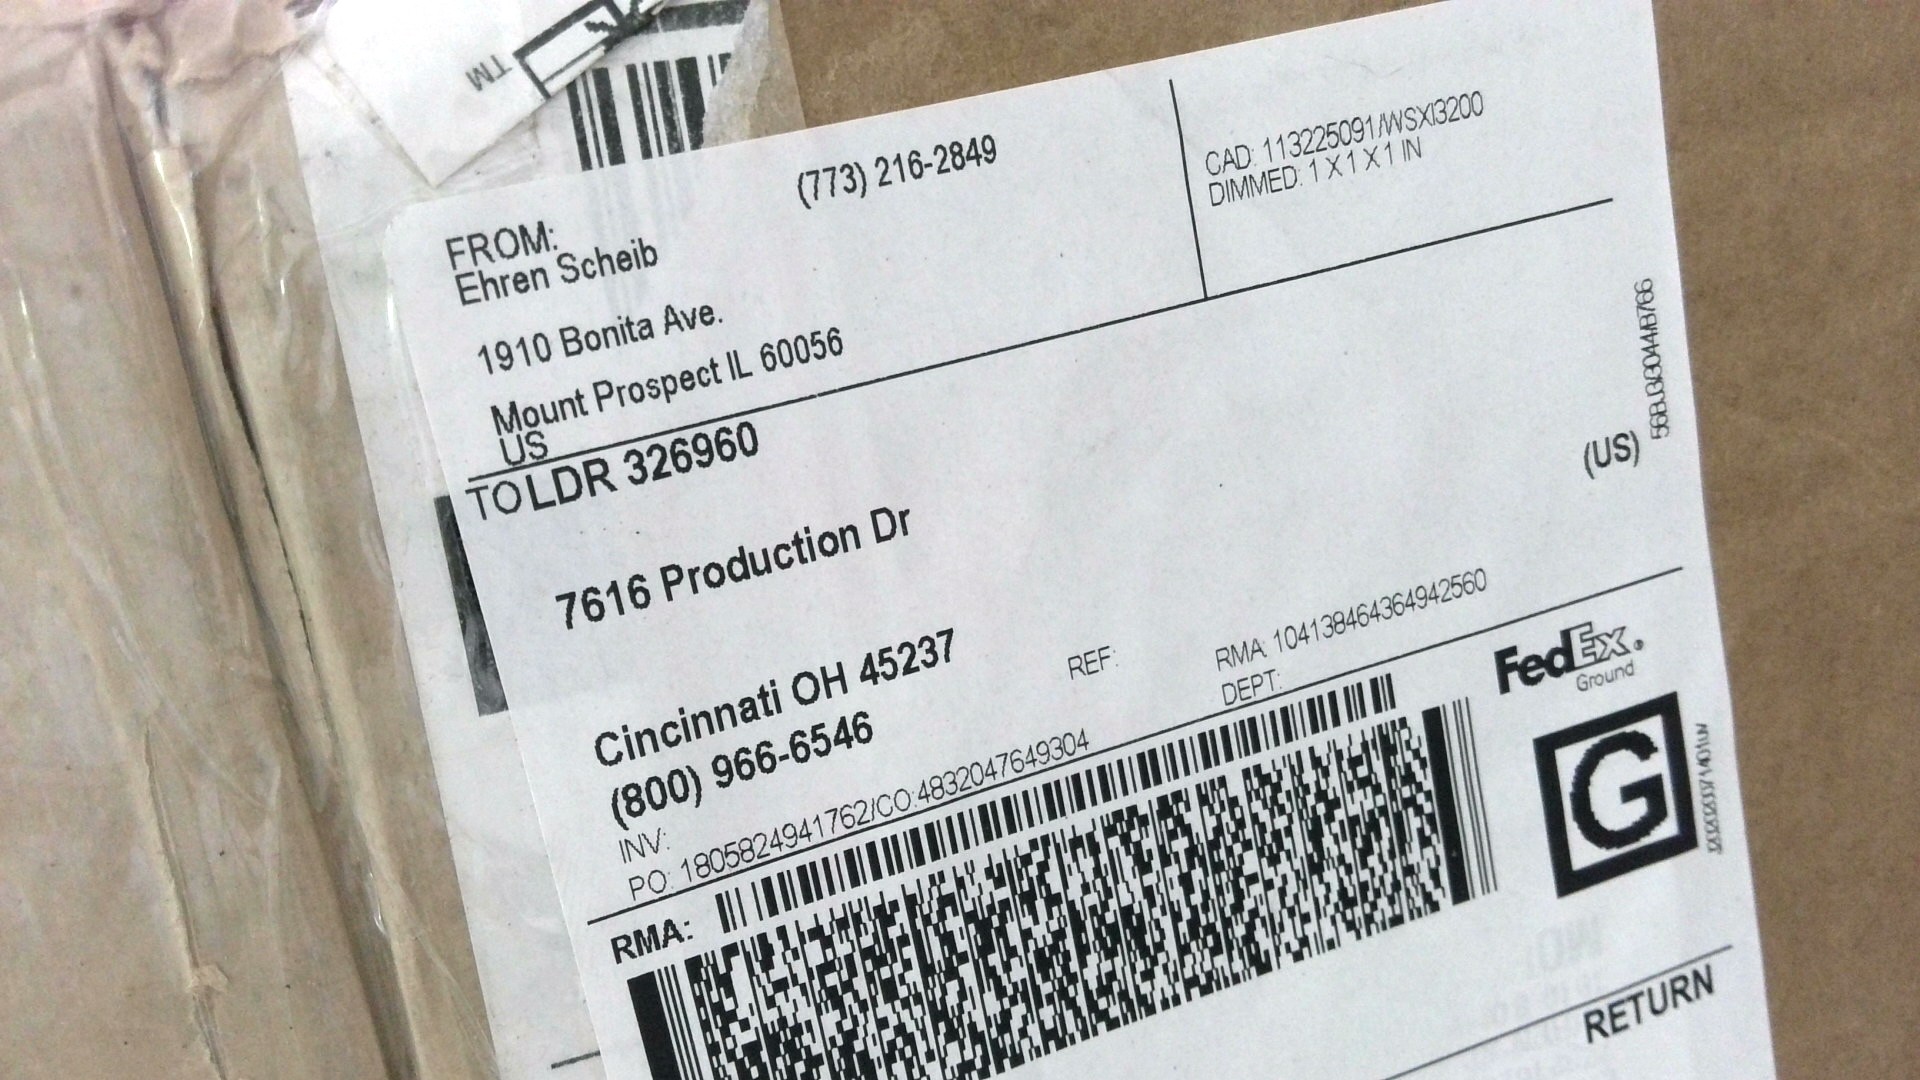 TM
(773) 216-2849
FROM:
Ehren Scheib
1910 Bonita Ave.
Mount Prospect IL 60056
US
CAD: 113225091/WSXI3200
DIMMED: 1 X 1 X 1 IN
TO LDR 326960
7616 Production Dr
(US)
Cincinnati OH 45237
(800) 966-6546
REF:
INV:
PO: 1805824941762/CO:4832047649304
RMA: 104138464364942560
DEPT:
RMA:
FedEx®
Ground
G
RETURN